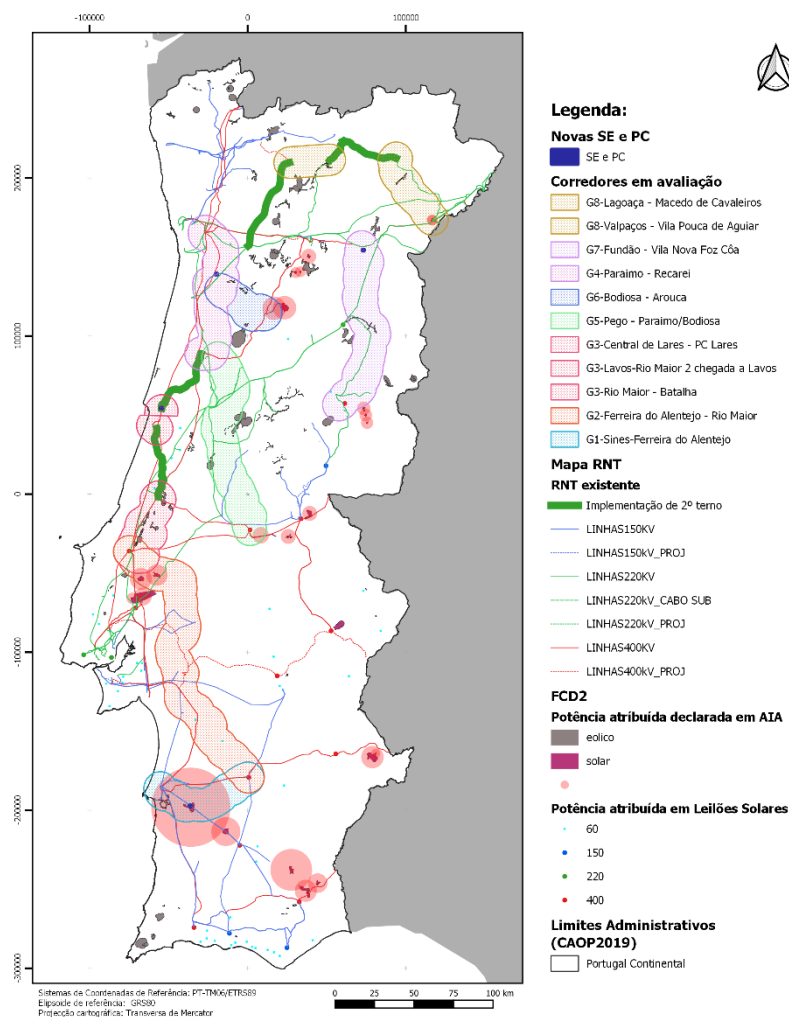 -100000
0
100000
200000
100000
0
-100000
-200000
-300000
Legenda:
Novas SE e PC
SE e PC
Corredores em avaliação
G8-Lagoaça - Macedo de Cavaleiros
G8-Valpaços - Vila Pouca de Aguiar
G7-Fundão - Vila Nova Foz Côa
G4-Paraimo - Recarei
G6-Bodiosa - Arouca
G5-Pego - Paraimo/Bodiosa
G3-Central de Lares - PC Lares
G3-Lavos-Rio Maior 2 chegada a Lavos
G3-Rio Maior - Batalha
G2-Ferreira do Alentejo - Rio Maior
G1-Sines-Ferreira do Alentejo
Mapa RNT
RNT existente
Implementação de 2º terno
LINHAS150KV
LINHAS150kV_PROJ
LINHAS220KV
LINHAS220kV_CABO SUB
LINHAS220kV_PROJ
LINHAS400KV
LINHAS400kV_PROJ
FCD2
Potência atribuída declarada em AIA
eolico
solar
Potência atribuída em Leilões Solares
60
150
220
400
Limites Administrativos
(CAOP2019)
Portugal Continental
Sistemas de Coordenadas de Referência: PT-TM06/ETRS89
Elipsoide de referência: GRS80
Projecção cartográfica: Transversa de Mercator
0 25 50 75 100 km